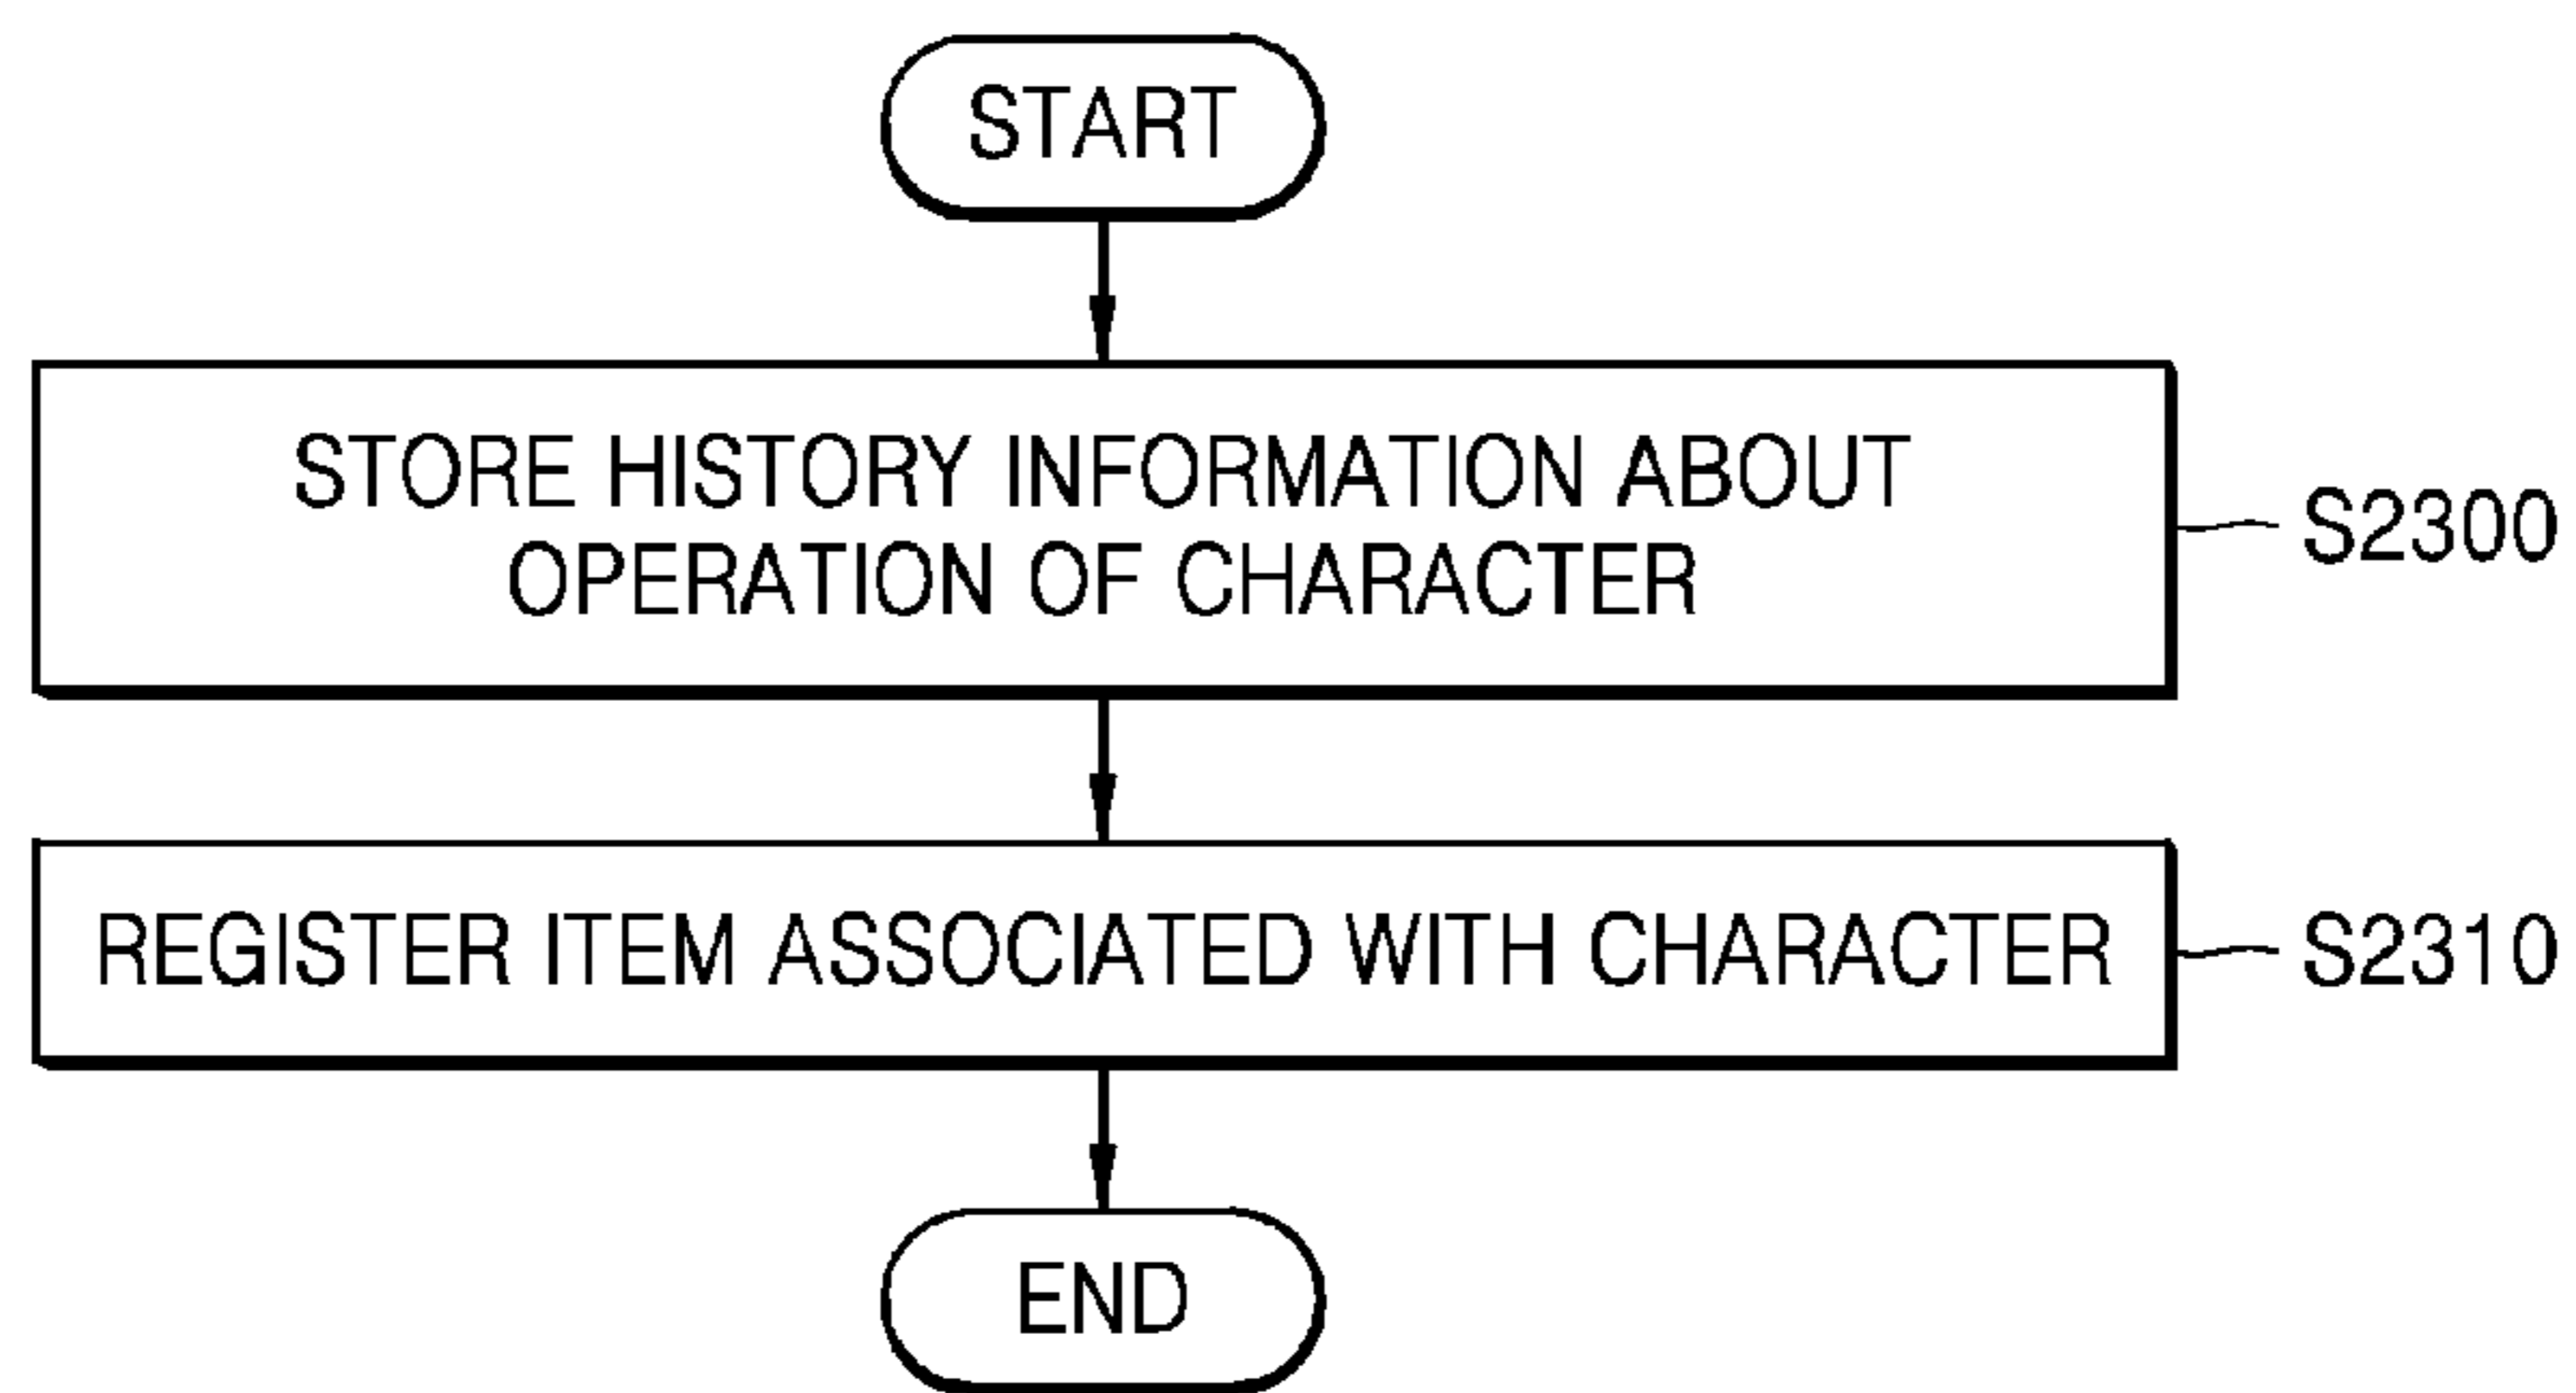 START
STORE HISTORY INFORMATION ABOUT
OPERATION OF CHARACTER
S2300
REGISTER ITEM ASSOCIATED WITH CHARACTER
S2310
END